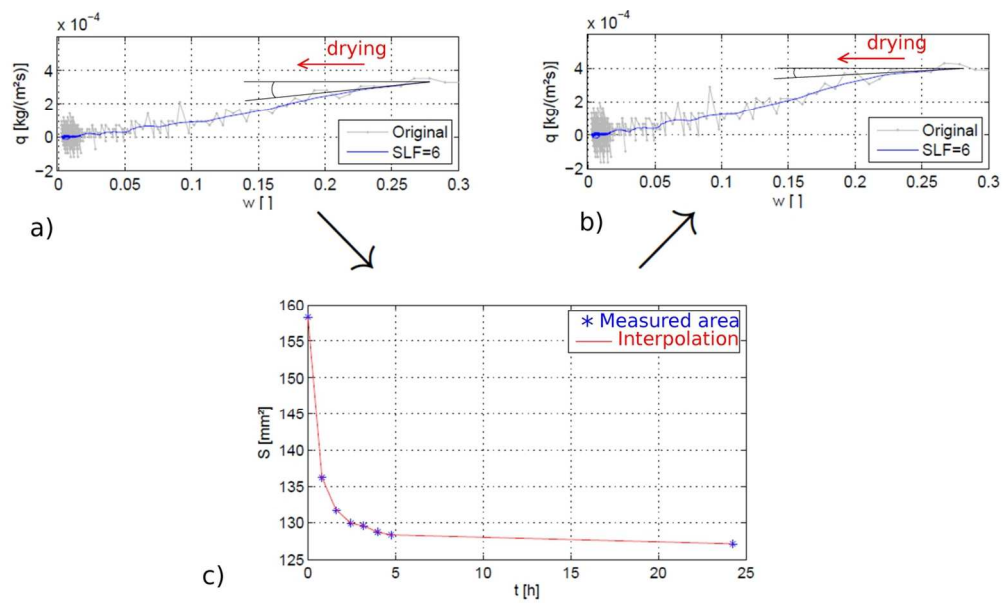 x 10⁻⁴
drying
4
2
0
−2
q [kg/(m²s)]
Original
SLF=6
0 0.05 0.1 0.15 0.2 0.25 0.3
w []
a)
x 10⁻⁴
drying
4
2
0
−2
q [kg/(m²s)]
Original
SLF=6
0 0.05 0.1 0.15 0.2 0.25 0.3
w []
b)
160
155
150
145
140
135
130
125
S [mm²]
Measured area
Interpolation
0 5 10 15 20 25
t [h]
c)